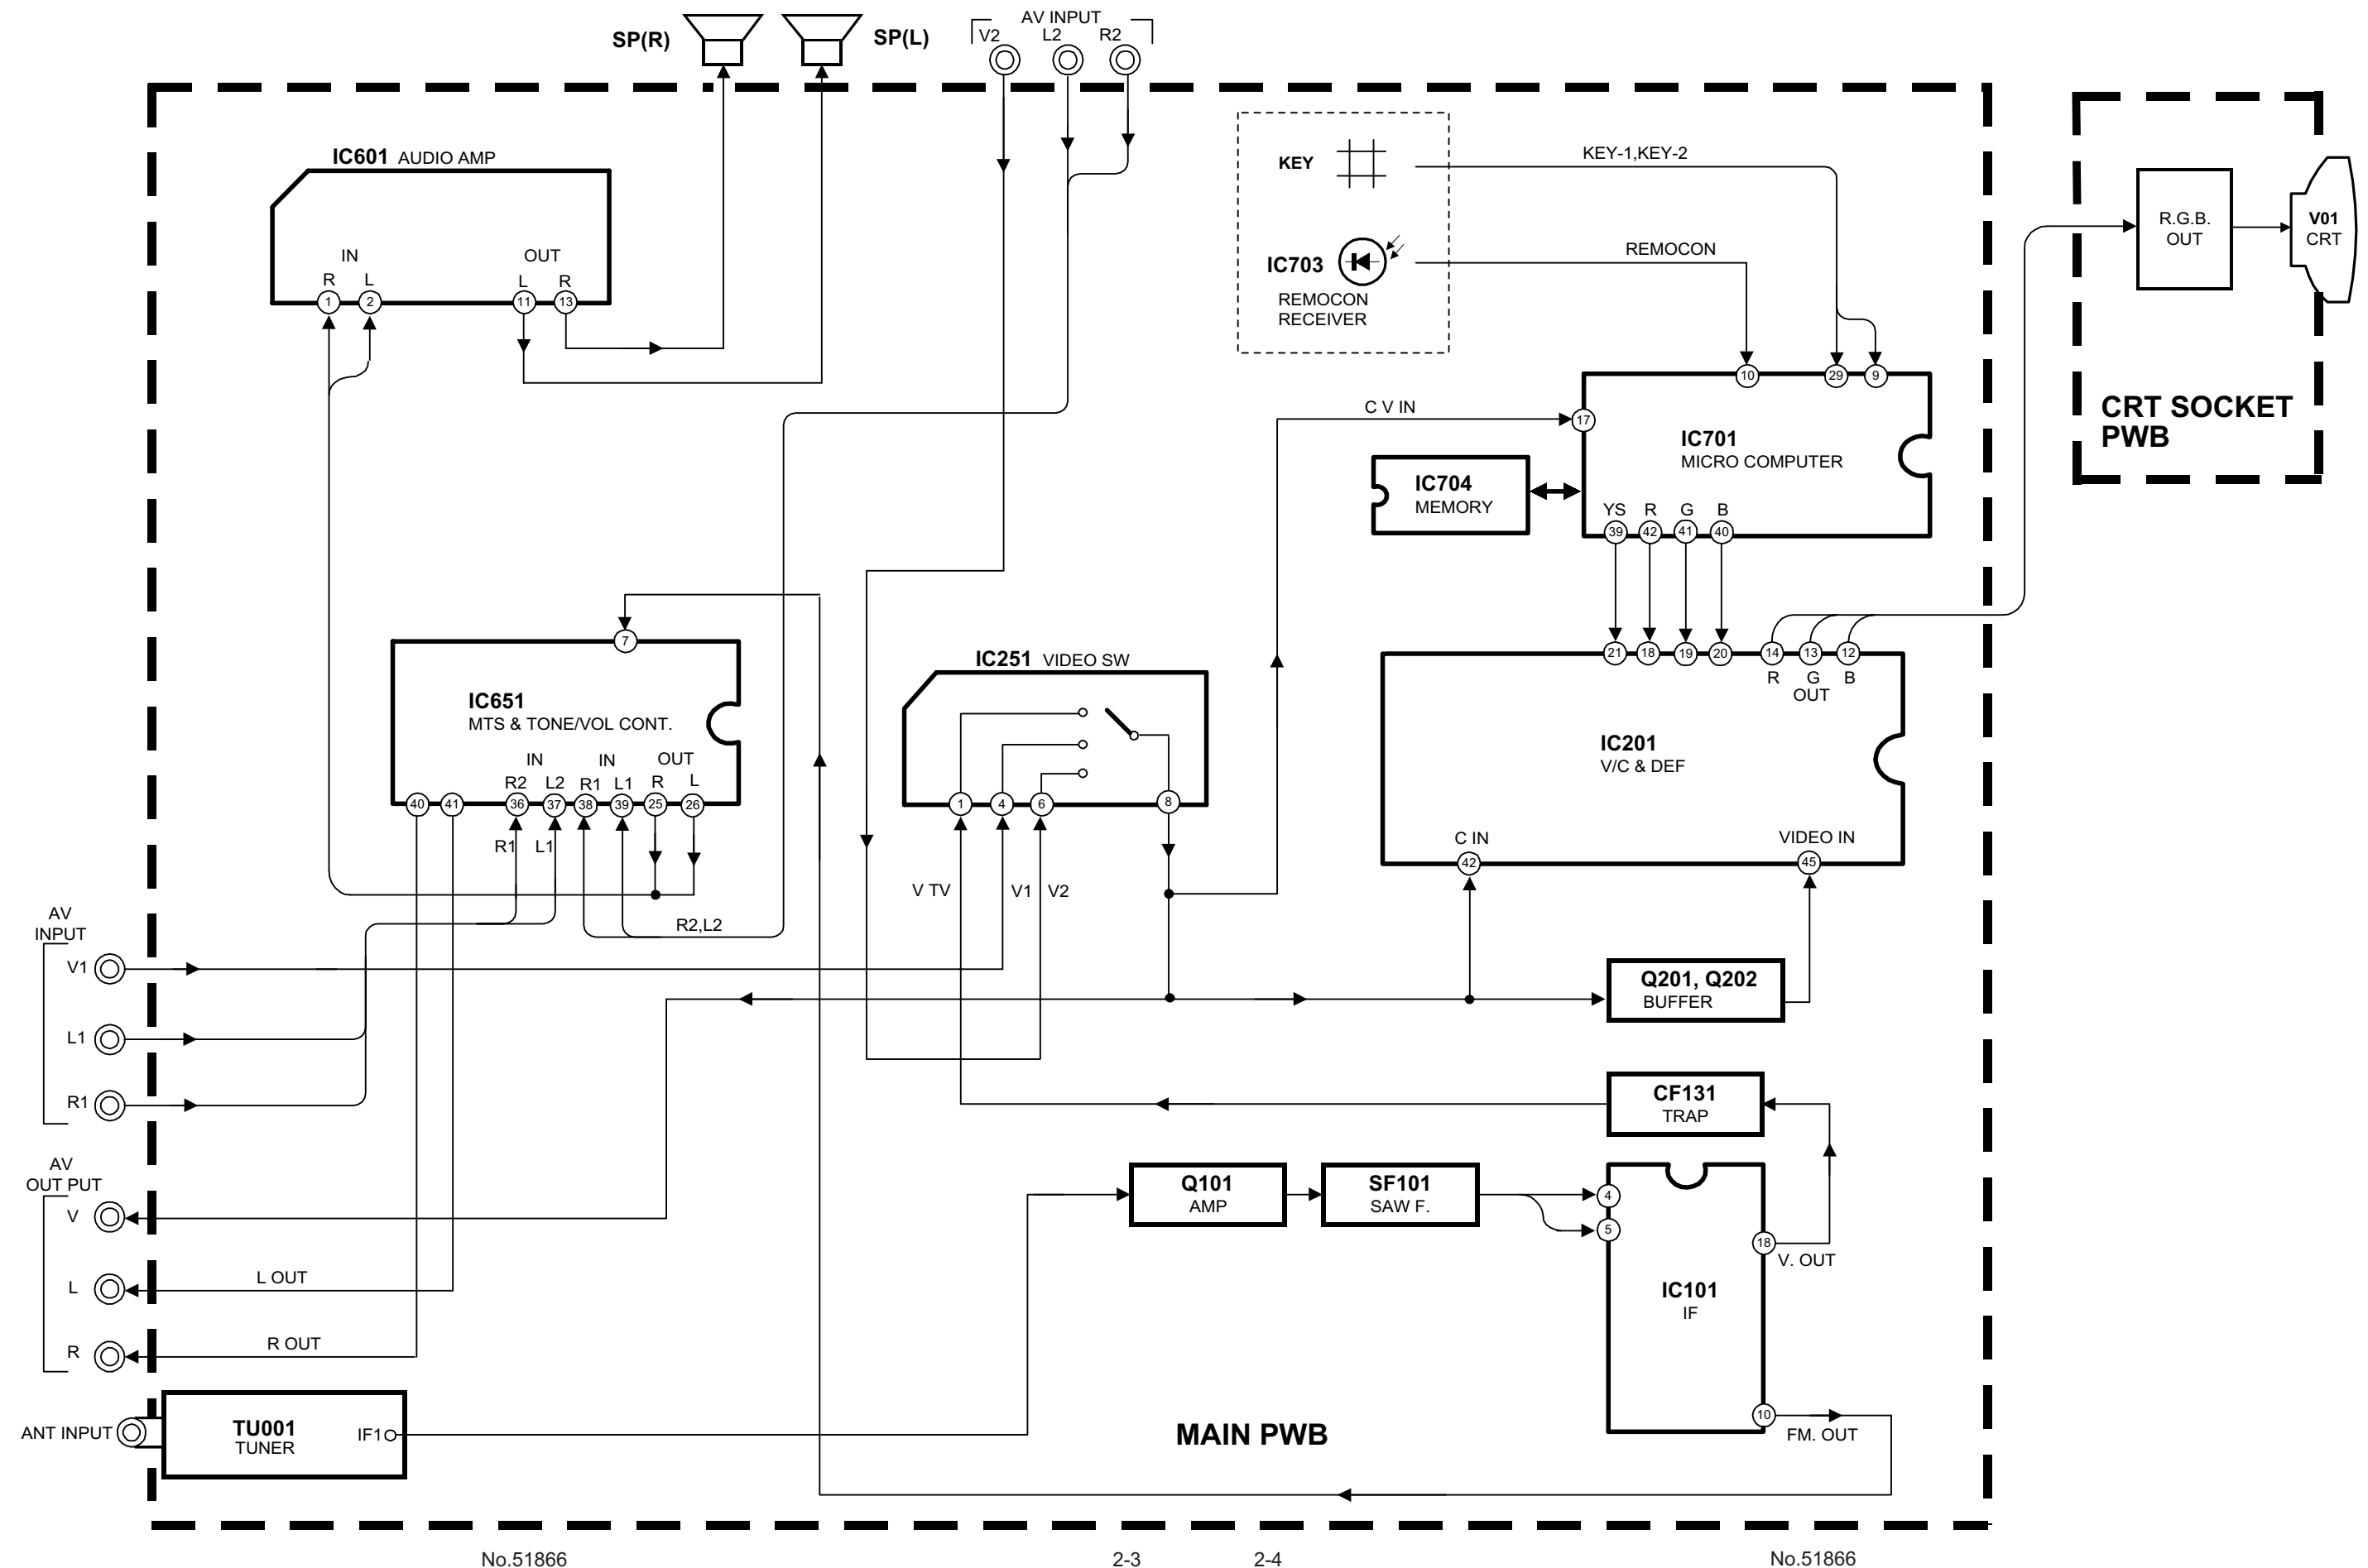 SP(R)
SP(L)
AV INPUT
V2
L2
R2
IC601 AUDIO AMP
IN
OUT
R
L
L
R
1
2
11
13
KEY
KEY-1,KEY-2
IC703
REMOCON
RECEIVER
REMOCON
R.G.B.
OUT
V01
CRT
CRT SOCKET
PWB
10
29
9
C V IN
17
IC701
MICRO COMPUTER
IC704
MEMORY
YS
R
G
B
39
42
41
40
7
IC651
MTS & TONE/VOL CONT.
IN
IN
OUT
R2
L2
R1
L1
R
L
40
41
36
37
38
39
25
26
R1
L1
R2,L2
IC251 VIDEO SW
1
4
6
8
V TV
V1
V2
21
18
19
20
14
13
12
R
G
B
OUT
IC201
V/C & DEF
C IN
VIDEO IN
42
45
AV
INPUT
V1
L1
R1
Q201, Q202
BUFFER
CF131
TRAP
AV
OUT PUT
V
L
R
L OUT
R OUT
Q101
AMP
SF101
SAW F.
4
5
18
V. OUT
IC101
IF
10
FM. OUT
ANT INPUT
TU001
TUNER
IF1
MAIN PWB
No.51866
2-3
2-4
No.51866